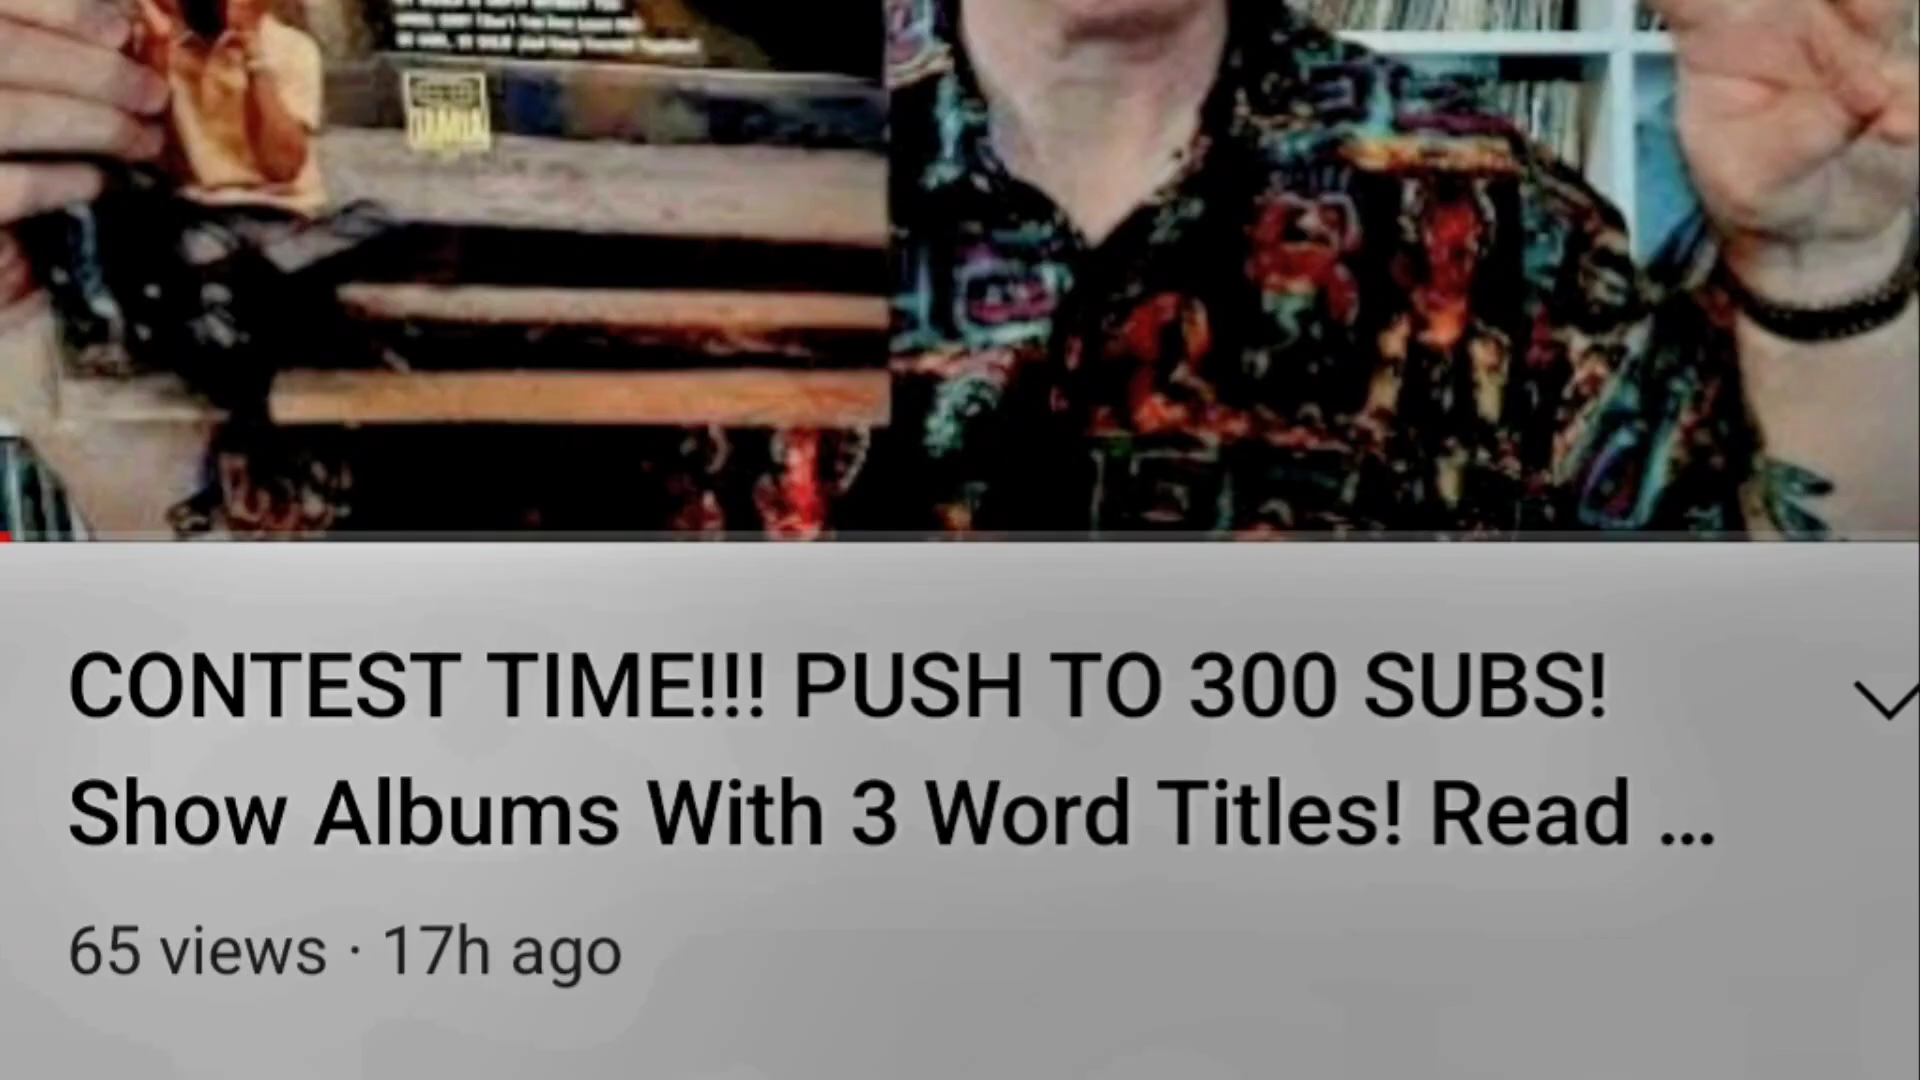 CONTEST TIME!!! PUSH TO 300 SUBS!
Show Albums With 3 Word Titles! Read ...
65 views · 17h ago